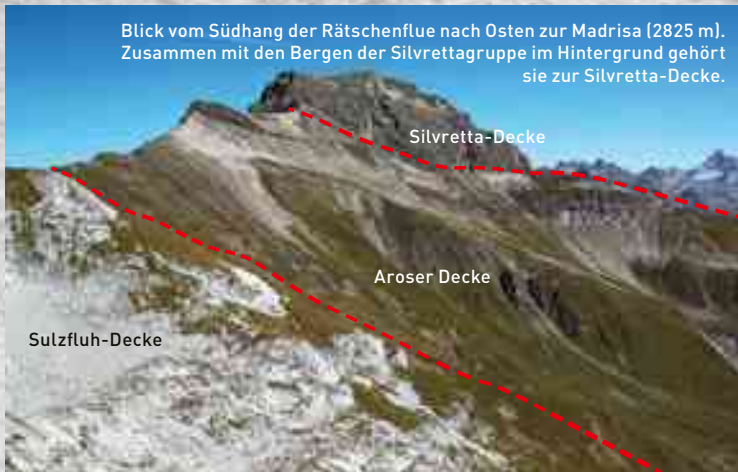 Blick vom Südhang der Rätschenflue nach Osten zur Madrisa (2825 m).
Zusammen mit den Bergen der Silvrettagruppe im Hintergrund gehört
sie zur Silvretta-Decke.
Silvretta-Decke
Aroser Decke
Sulzfluh-Decke